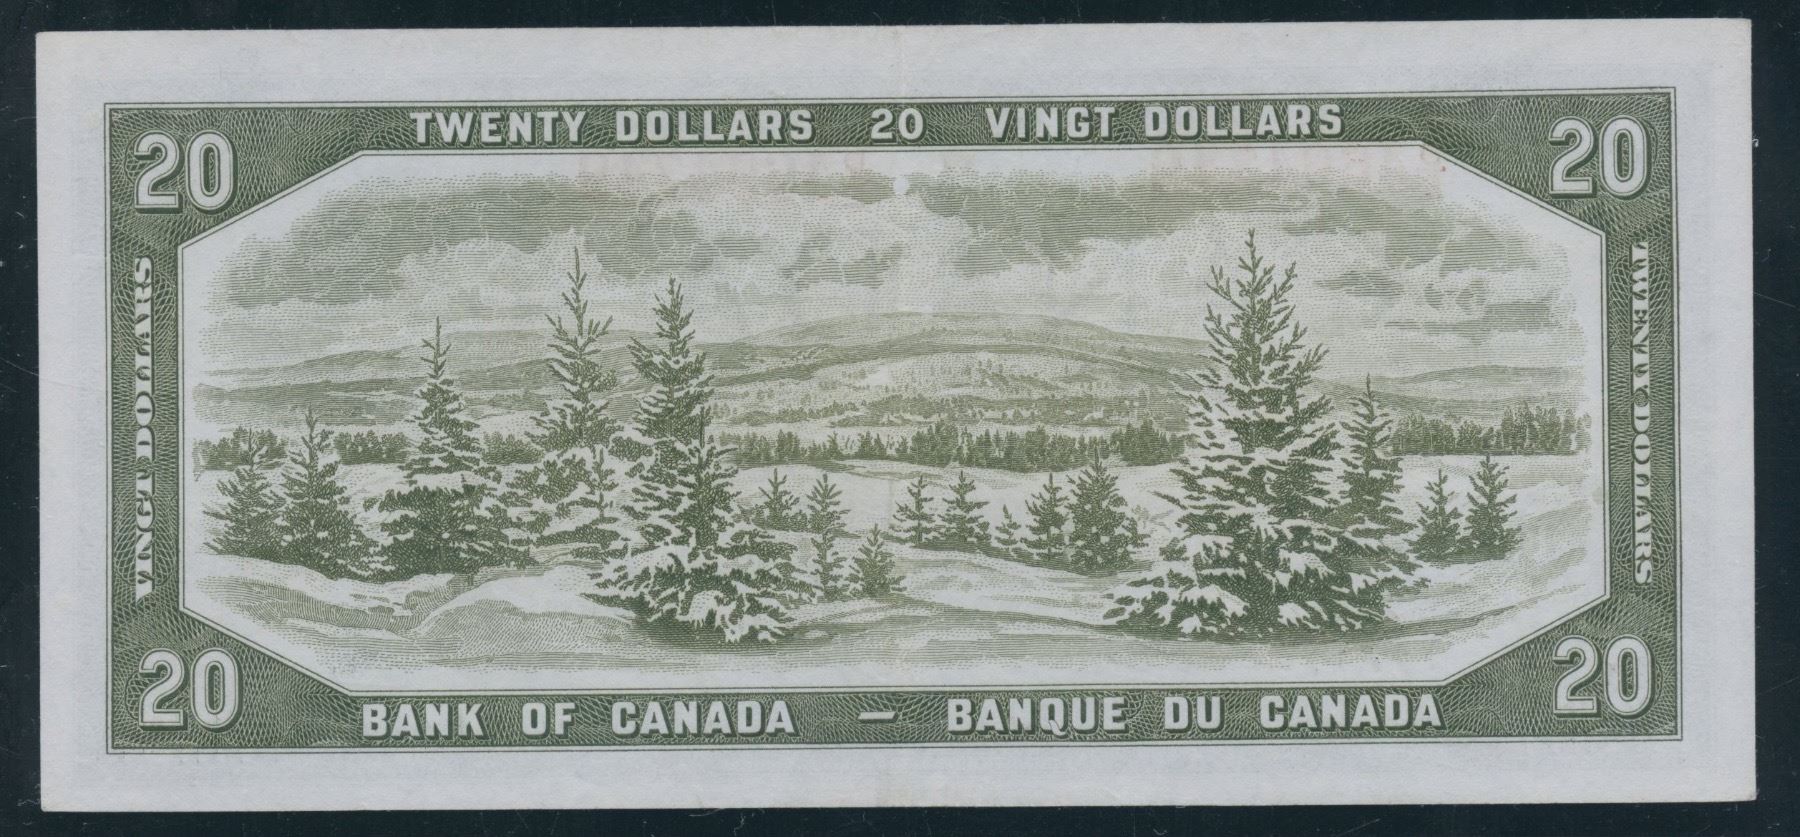 TWENTY DOLLARS 20 VINGT DOLLARS
20
20
VINGT DOLLARS
TWENTY DOLLARS
20
20
BANK OF CANADA — BANQUE DU CANADA